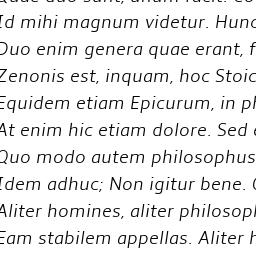 Id mihi magnum videtur. Hunc
Duo enim genera quae erant, f
Zenonis est, inquam, hoc Stoic
Equidem etiam Epicurum, in ph
At enim hic etiam dolore. Sed e
Quo modo autem philosophus
Idem adhuc; Non igitur bene.
Aliter homines, aliter philosoph
Eam stabilem appellas. Aliter h